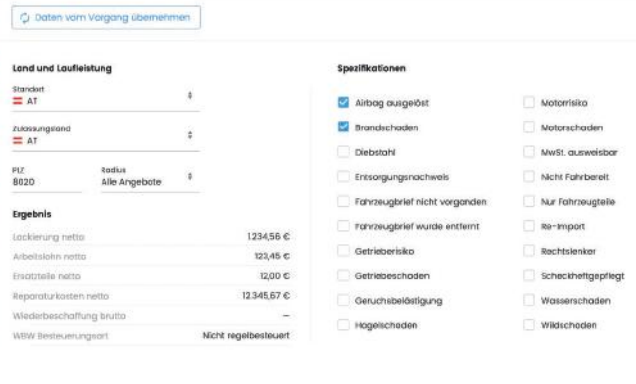 Daten vom Vorgang übernehmen
Land und Laufleistung
Standort
AT
Zulassungsland
AT
PLZ Radius
8020 Alle Angebote
Ergebnis
Lackierung netto 1.234,56 €
Arbeitslohn netto 123,45 €
Ersatzteile netto 12,00 €
Reparaturkosten netto 12.345,67 €
Wiederbeschaffung brutto –
WBW Besteuerungsart Nicht regelbesteuert
Spezifikationen
Airbag ausgelöst Motorrisiko
Brandschaden Motorschaden
Diebstahl MwSt. ausweisbar
Entsorgungsnachweis Nicht Fahrbereit
Fahrzeugbrief nicht vorganden Nur Fahrzeugteile
Fahrzeugbrief wurde entfernt Re-Import
Getrieberisiko Rechtslenker
Getriebeschaden Scheckheftgepflegt
Geruchsbelästigung Wasserschaden
Hagelschaden Wildschaden